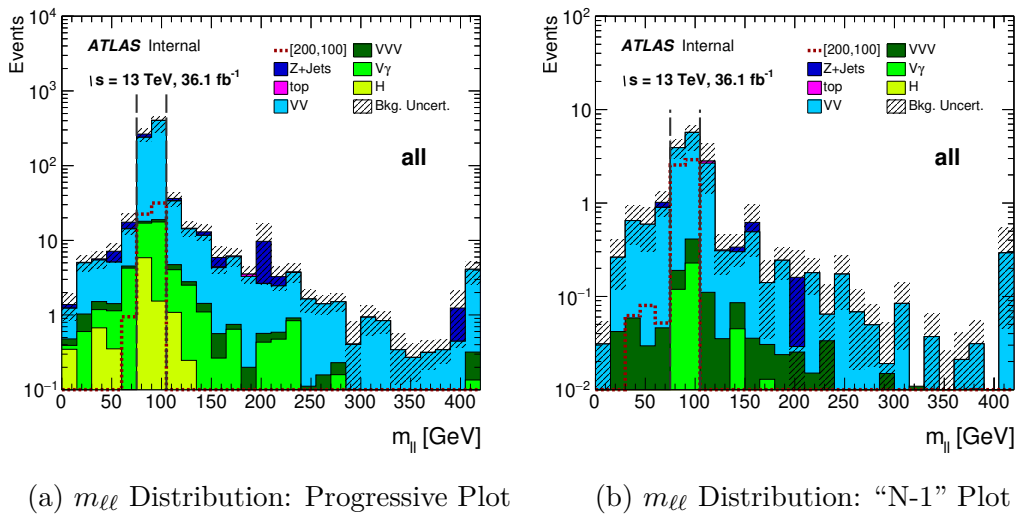 Events
10⁴
10³
10²
10
1
10⁻¹
ATLAS Internal
√s = 13 TeV, 36.1 fb⁻¹
[200,100]
Z+Jets
top
VV
VVV
Vγ
H
Bkg. Uncert.
all
0 50 100 150 200 250 300 350 400
m_ll [GeV]
Events
10²
10
1
10⁻¹
10⁻²
ATLAS Internal
√s = 13 TeV, 36.1 fb⁻¹
[200,100]
Z+Jets
top
VV
VVV
Vγ
H
Bkg. Uncert.
all
0 50 100 150 200 250 300 350 400
m_ll [GeV]
(a) m_ℓℓ Distribution: Progressive Plot
(b) m_ℓℓ Distribution: “N-1” Plot